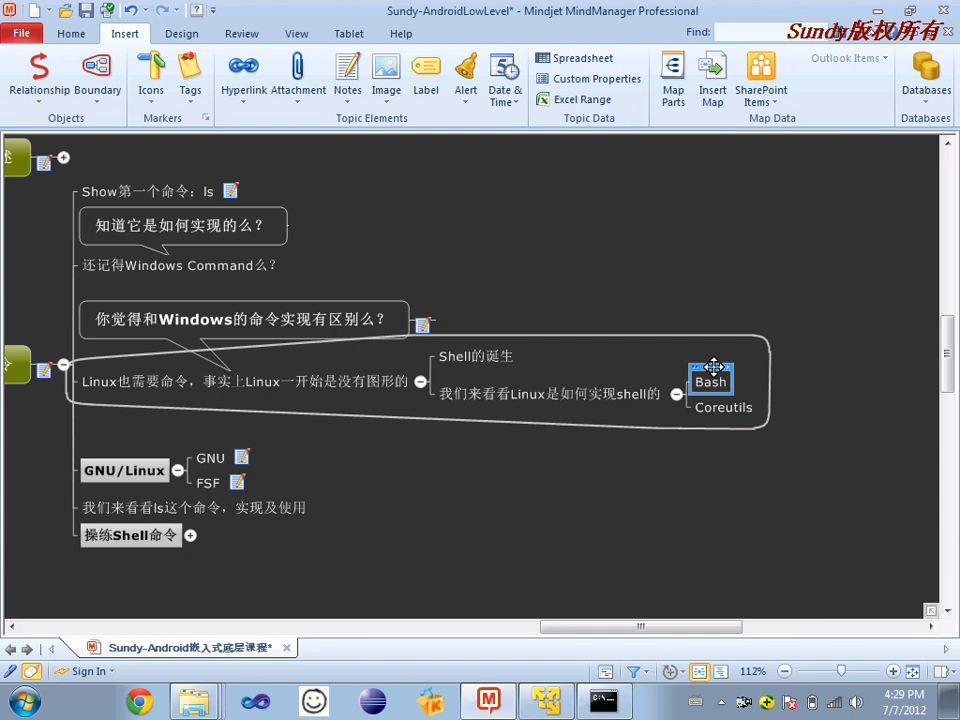 Sundy-AndroidLowLevel* - Mindjet MindManager Professional
File Home Insert Design Review View Tablet Help Find:
Sundy版权所有
Relationship Boundary Icons Tags Hyperlink Attachment Notes Image Label Alert Date & Time
Spreadsheet
Custom Properties
Excel Range
Map Parts Insert Map SharePoint Items
Outlook Items
Databases
Objects Markers Topic Elements Topic Data Map Data Databases
Show第一个命令：ls
知道它是如何实现的么？
还记得Windows Command么？
你觉得和Windows的命令实现有区别么？
Shell的诞生
Linux也需要命令，事实上Linux一开始是没有图形的
我们来看看Linux是如何实现shell的
Bash
Coreutils
GNU/Linux
GNU
FSF
我们来看看ls这个命令，实现及使用
操练Shell命令
Sundy-Android嵌入式底层课程*
Sign In
112%
4:29 PM
7/7/2012